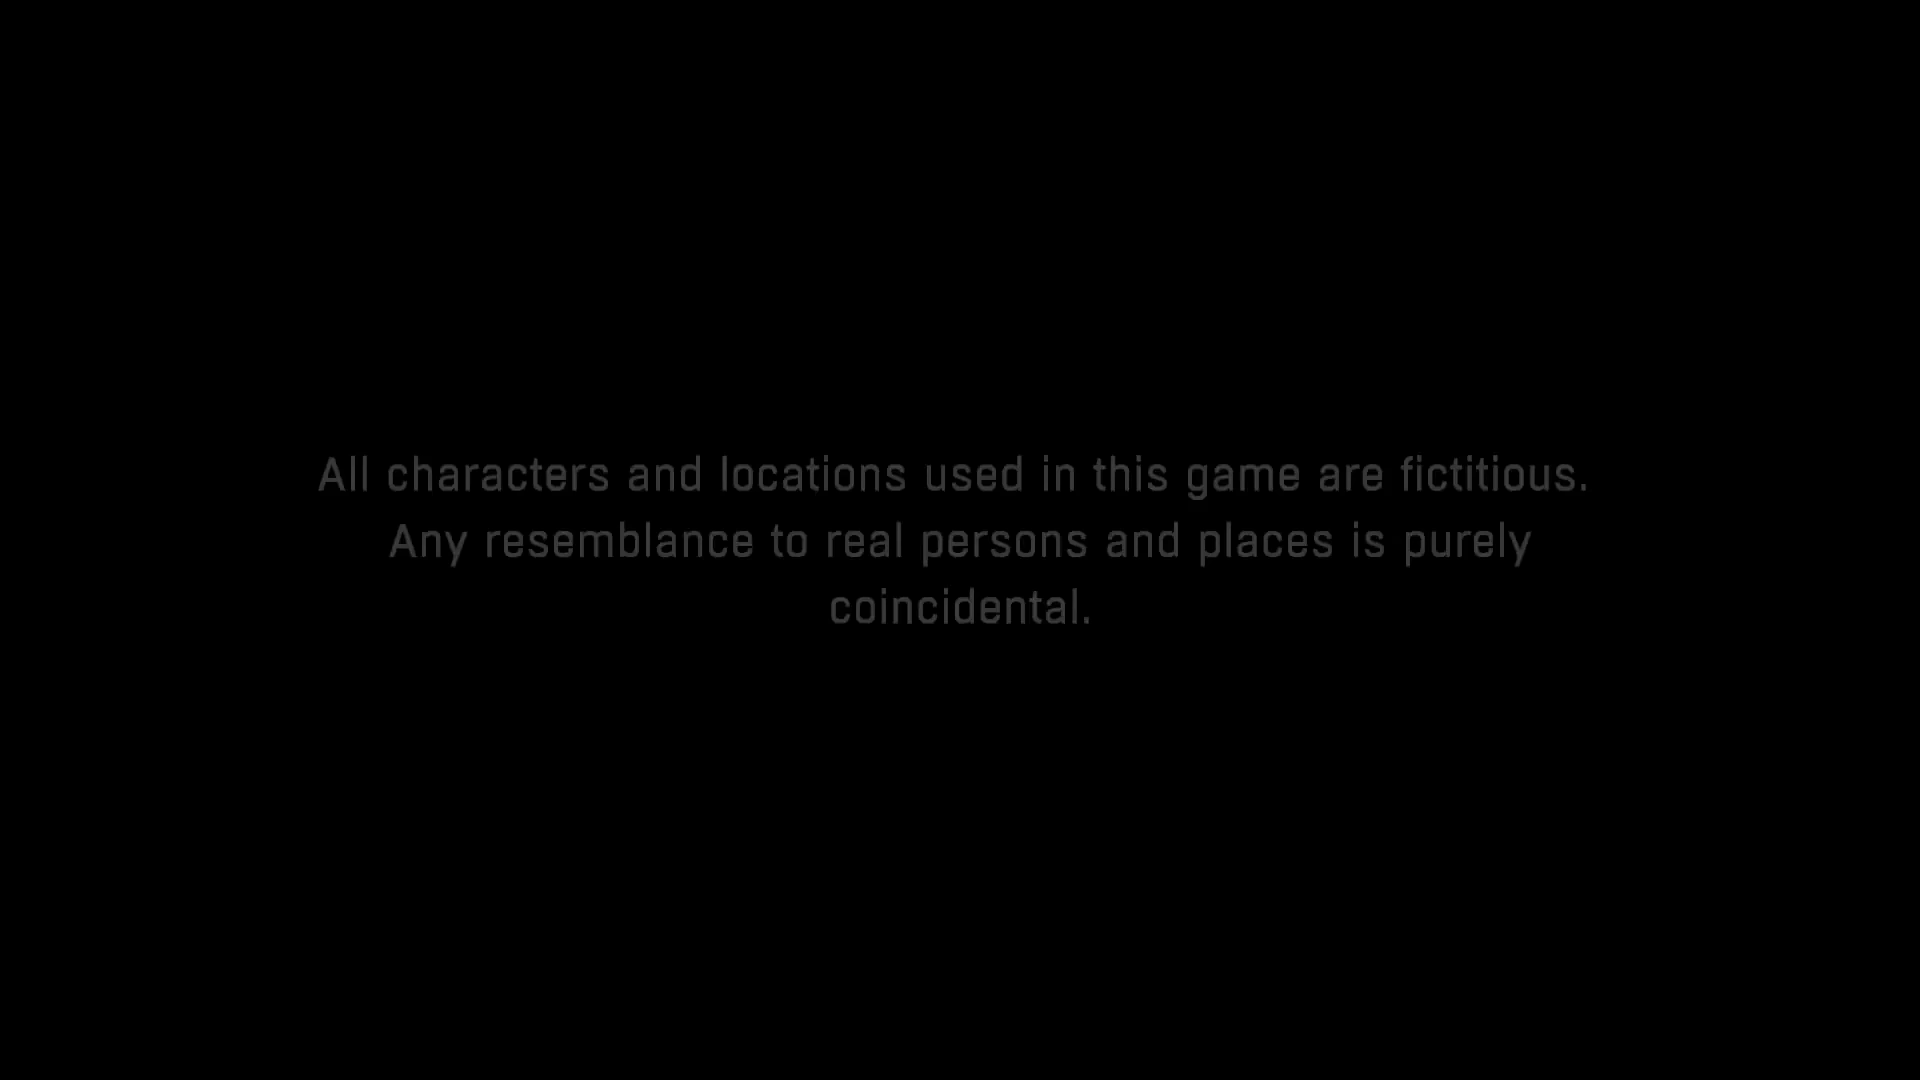 All characters and locations used in this game are fictitious.
Any resemblance to real persons and places is purely
coincidental.